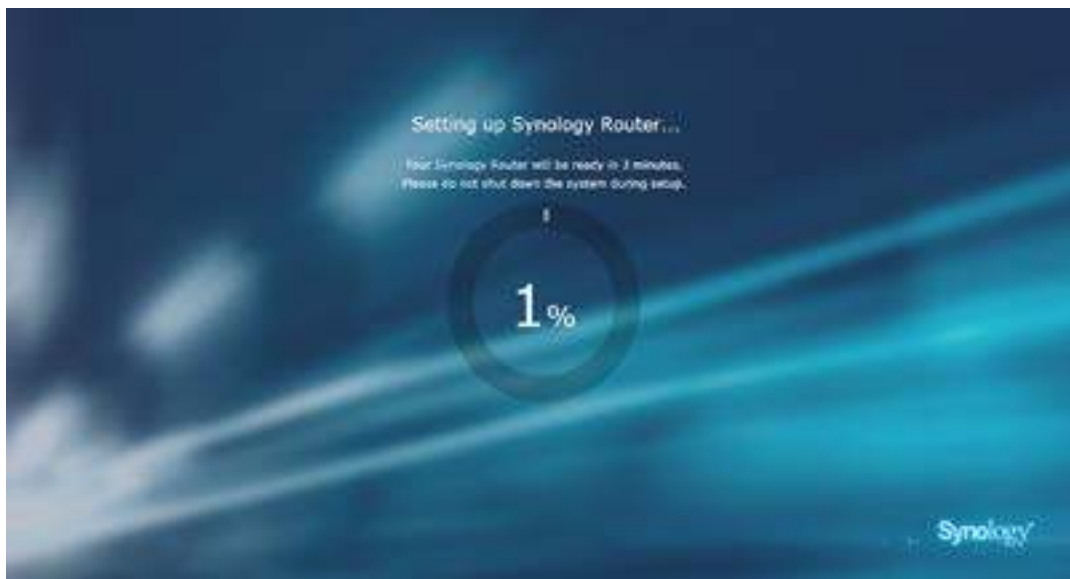 Setting up Synology Router...
Your Synology Router will be ready in 3 minutes.
Please do not shut down the system during setup.
1%
Synology